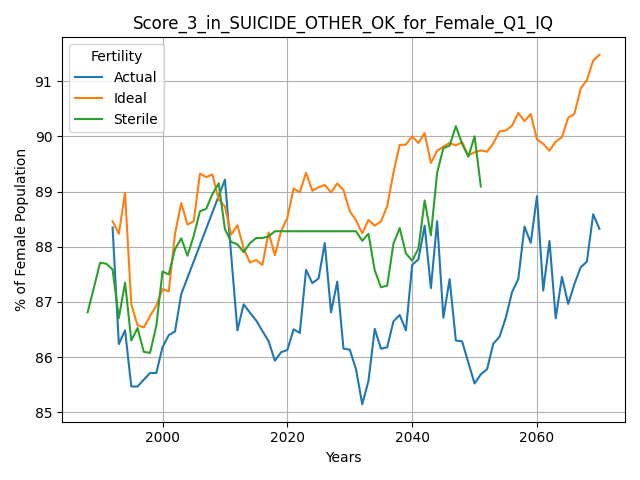 Score_3_in_SUICIDE_OTHER_OK_for_Female_Q1_IQ
Fertility
Actual
Ideal
Sterile
% of Female Population
91
90
89
88
87
86
85
2000
2020
2040
2060
Years